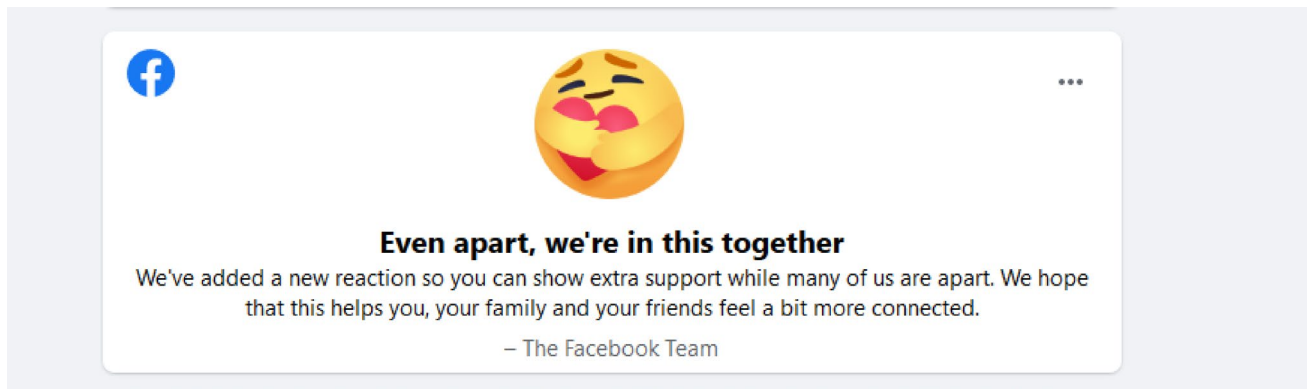 Even apart, we're in this together
We've added a new reaction so you can show extra support while many of us are apart. We hope
that this helps you, your family and your friends feel a bit more connected.
– The Facebook Team